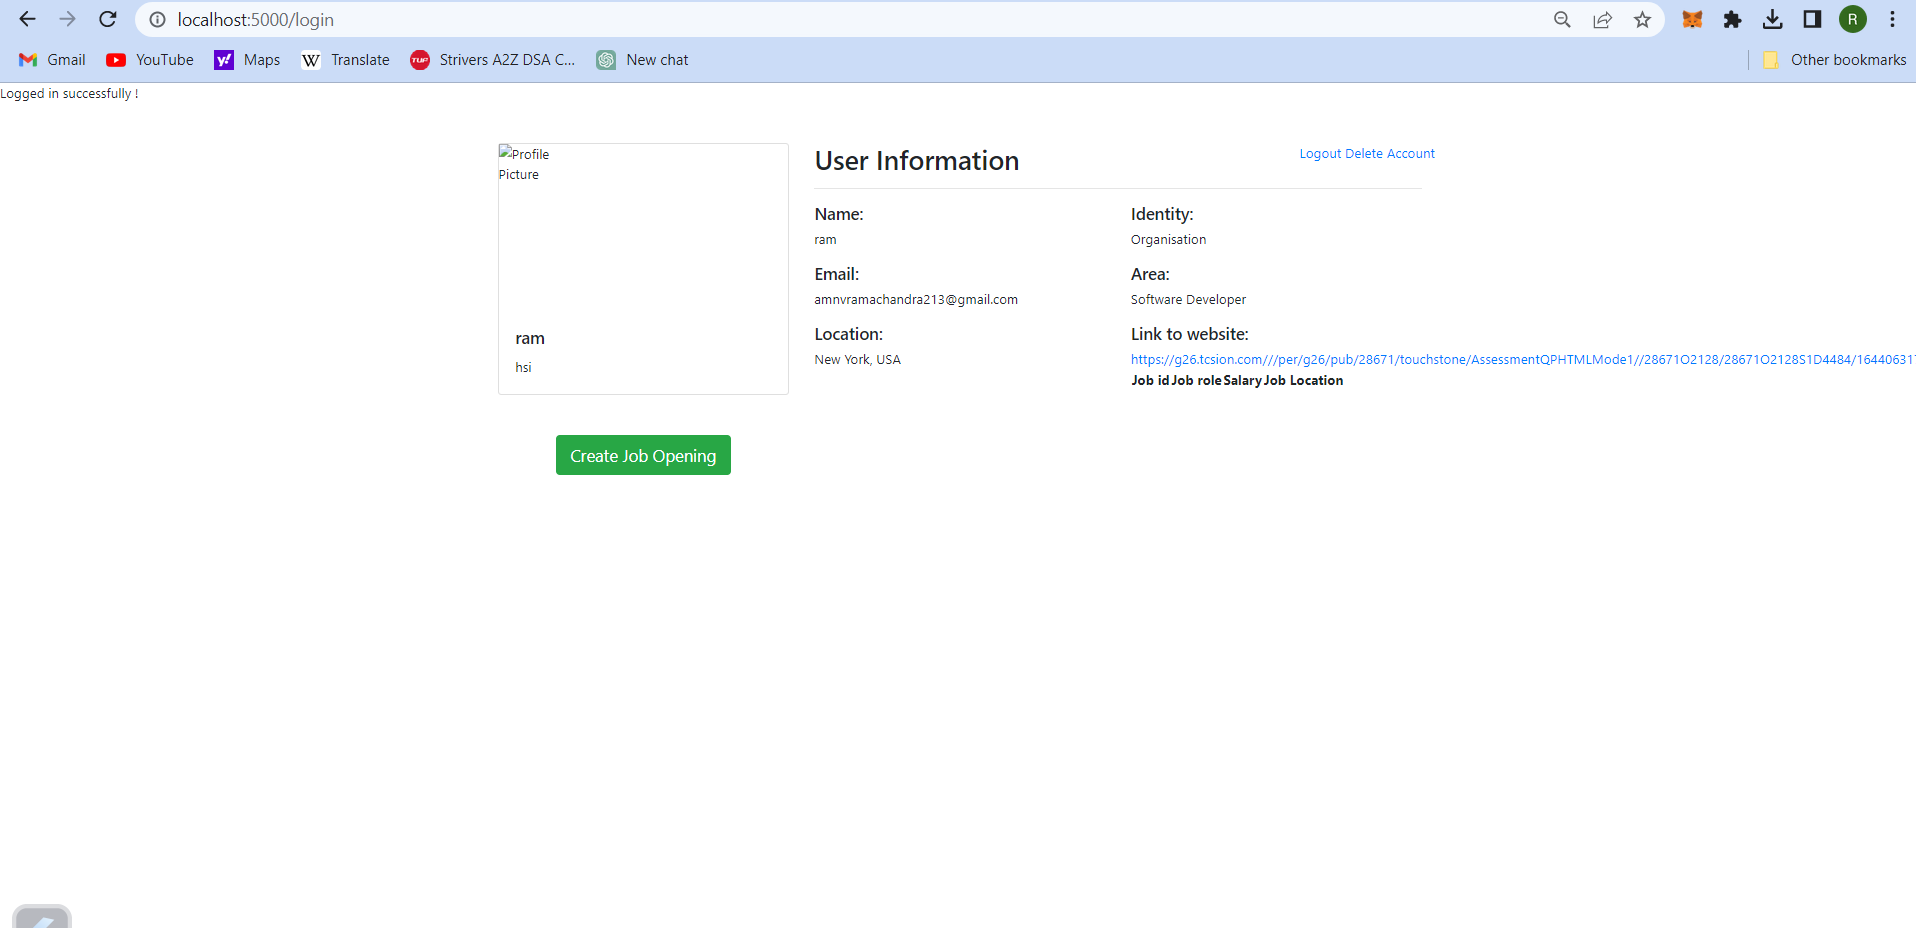 localhost:5000/login
R
Gmail YouTube y! Maps W Translate TUF Strivers A2Z DSA C... New chat Other bookmarks
Logged in successfully !
Profile Picture
ram
hsi
Create Job Opening
User Information
Logout Delete Account
Name:
ram
Identity:
Organisation
Email:
amnvramachandra213@gmail.com
Area:
Software Developer
Location:
New York, USA
Link to website:
https://g26.tcsion.com///per/g26/pub/28671/touchstone/AssessmentQPHTMLMode1//28671O2128/28671O2128S1D4484/16440631
Job id Job role Salary Job Location